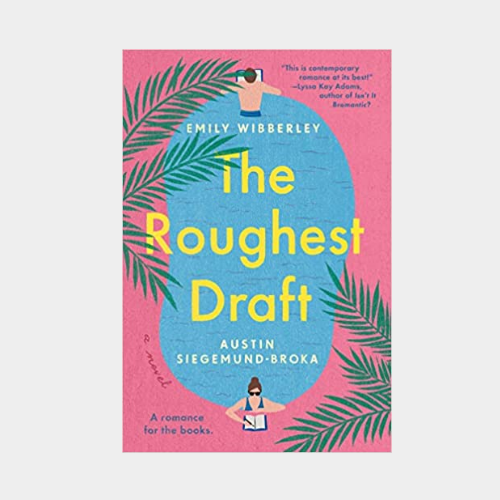 "This is contemporary
romance at its best!"
—Lyssa Kay Adams,
author of Isn't It
Bromantic?
EMILY WIBBERLEY
The
Roughest
Draft
AUSTIN
SIEGEMUND-BROKA
a novel
A romance
for the books.